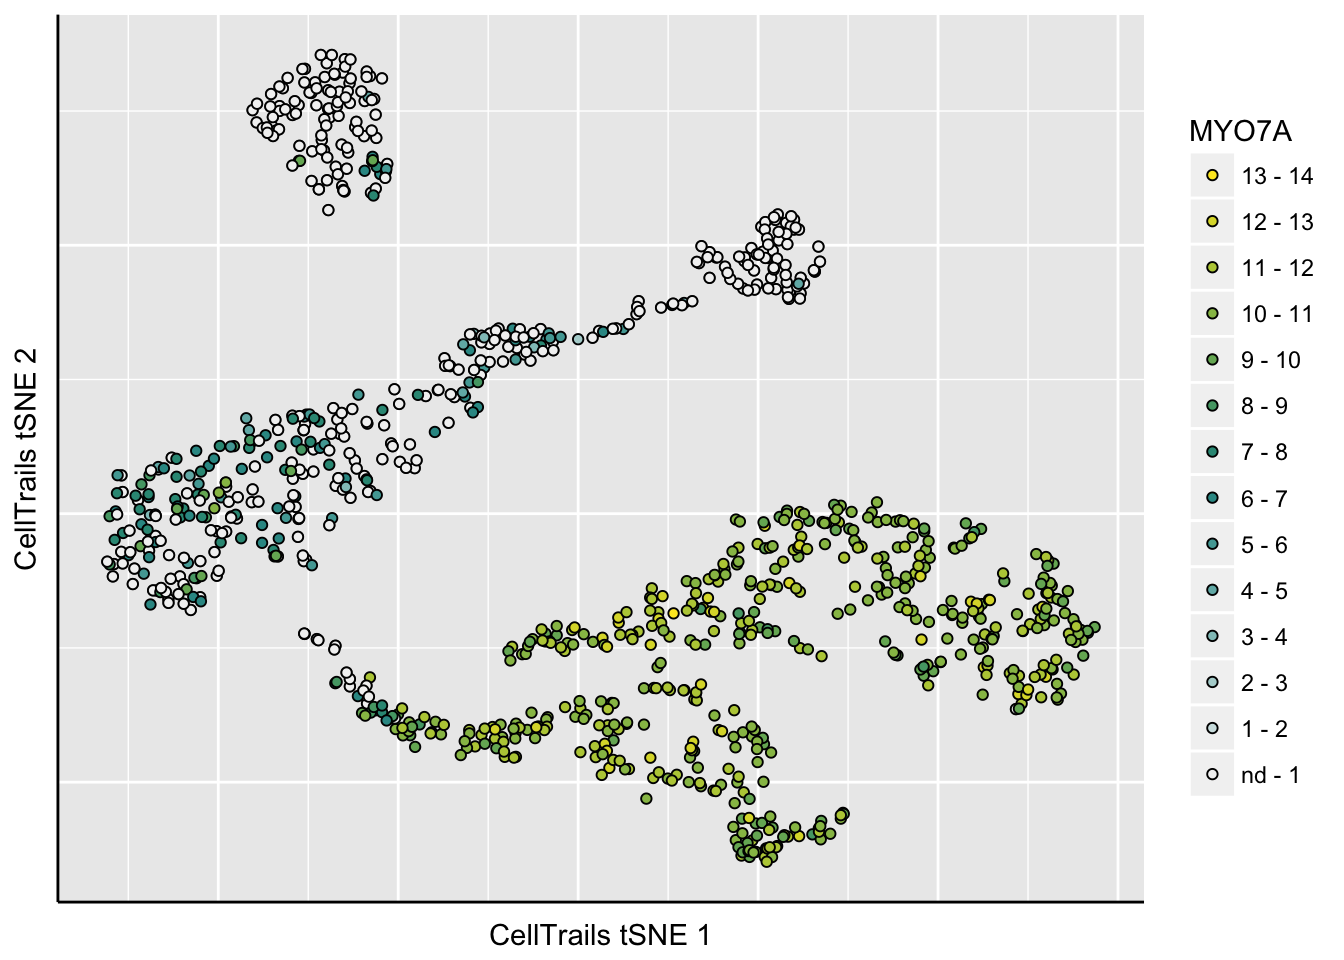 CellTrails tSNE 2
CellTrails tSNE 1
MYO7A
13 - 14
12 - 13
11 - 12
10 - 11
9 - 10
8 - 9
7 - 8
6 - 7
5 - 6
4 - 5
3 - 4
2 - 3
1 - 2
nd - 1